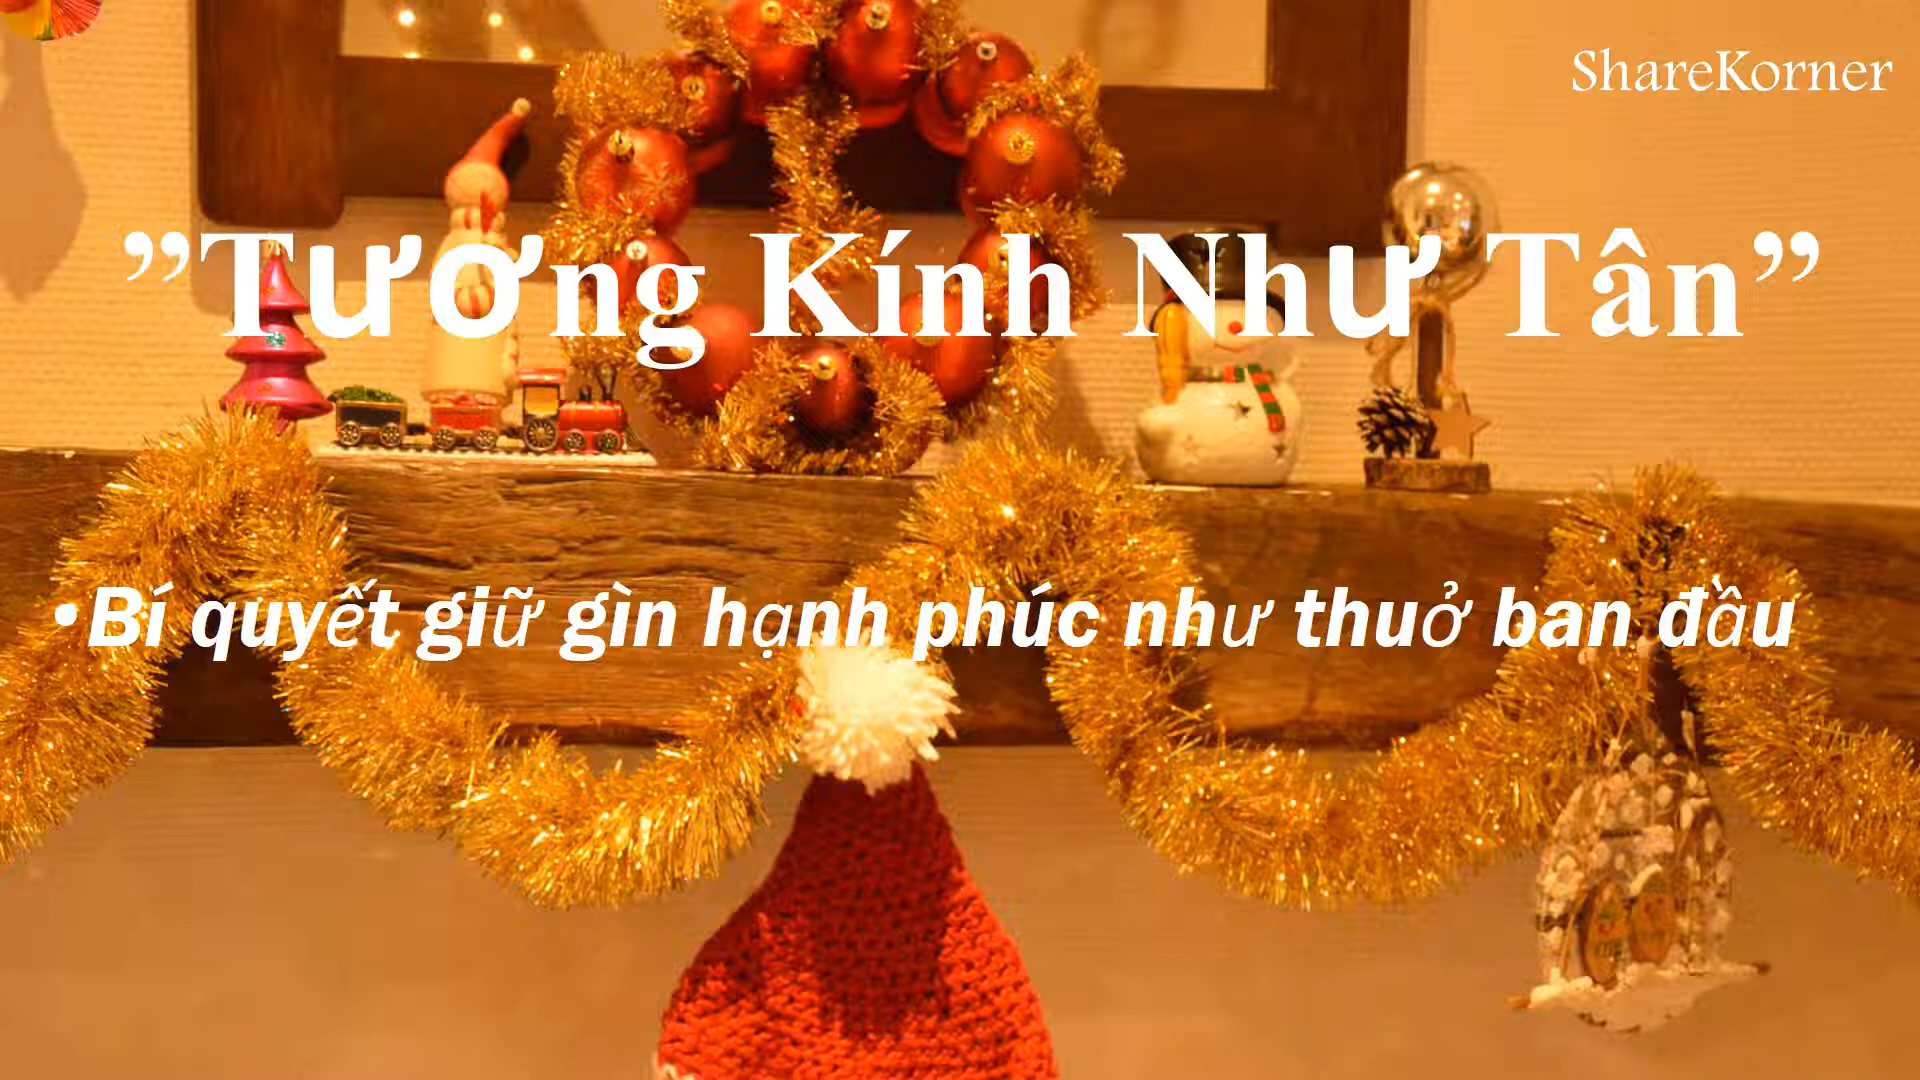 ShareKorner
”Tương Kính Như Tân”
•Bí quyết giữ gìn hạnh phúc như thuở ban đầu